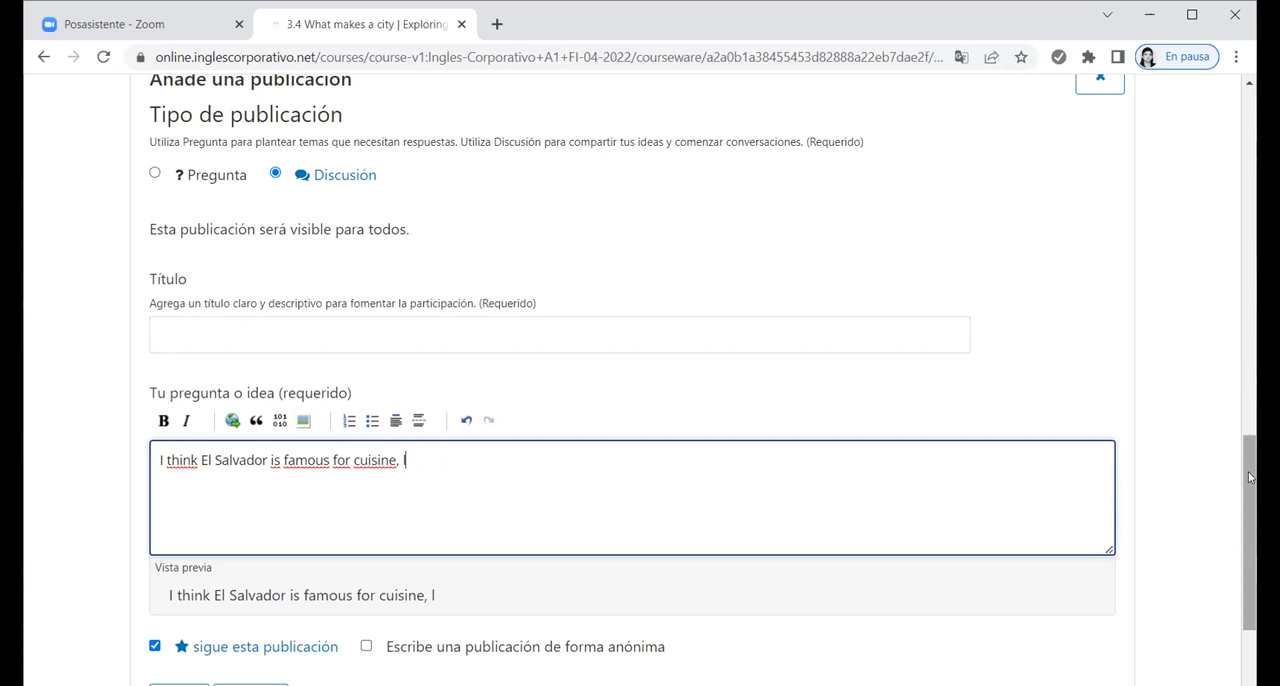 Posasistente - Zoom
3.4 What makes a city | Exploring
online.inglescorporativo.net/courses/course-v1:Ingles-Corporativo+A1+FI-04-2022/courseware/a2a0b1a38455453d82888a22eb7dae2f/...
En pausa
Añade una publicación
Tipo de publicación
Utiliza Pregunta para plantear temas que necesitan respuestas. Utiliza Discusión para compartir tus ideas y comenzar conversaciones. (Requerido)
? Pregunta
Discusión
Esta publicación será visible para todos.
Título
Agrega un título claro y descriptivo para fomentar la participación. (Requerido)
Tu pregunta o idea (requerido)
B I
101
010
I think El Salvador is famous for cuisine, l
Vista previa
I think El Salvador is famous for cuisine, l
sigue esta publicación
Escribe una publicación de forma anónima